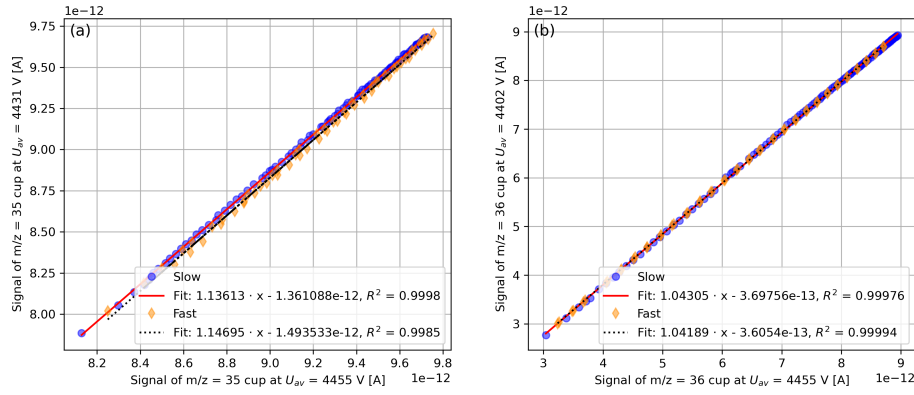 1e−12
(a)
9.75
9.50
9.25
9.00
8.75
8.50
8.25
8.00
Signal of m/z = 35 cup at U_av = 4431 V [A]
Slow
Fit: 1.13613 · x - 1.361088e-12, R² = 0.9998
Fast
Fit: 1.14695 · x - 1.493533e-12, R² = 0.9985
8.2 8.4 8.6 8.8 9.0 9.2 9.4 9.6
Signal of m/z = 35 cup at U_av = 4455 V [A]
1e−12
1e−12
(b)
9
8
7
6
5
4
3
Signal of m/z = 36 cup at U_av = 4402 V [A]
Slow
Fit: 1.04305 · x - 3.69756e-13, R² = 0.99976
Fast
Fit: 1.04189 · x - 3.6054e-13, R² = 0.99994
3 4 5 6 7 8 9
Signal of m/z = 36 cup at U_av = 4455 V [A]
1e−12